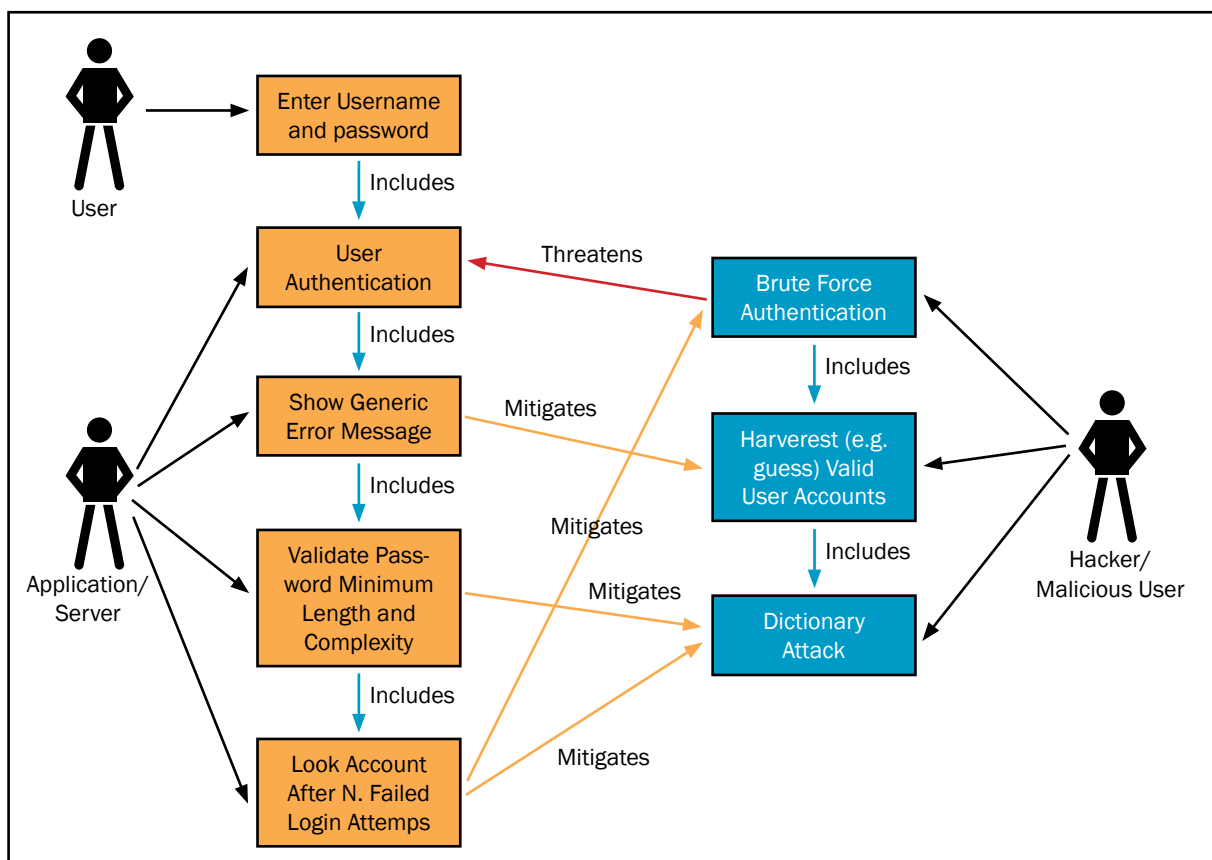 Enter Username
and password
User
Includes
User
Authentication
Threatens
Brute Force
Authentication
Includes
Includes
Show Generic
Error Message
Mitigates
Harverest (e.g.
guess) Valid
User Accounts
Includes
Mitigates
Includes
Application/
Server
Validate Pass-
word Minimum
Length and
Complexity
Mitigates
Dictionary
Attack
Hacker/
Malicious User
Includes
Mitigates
Look Account
After N. Failed
Login Attemps